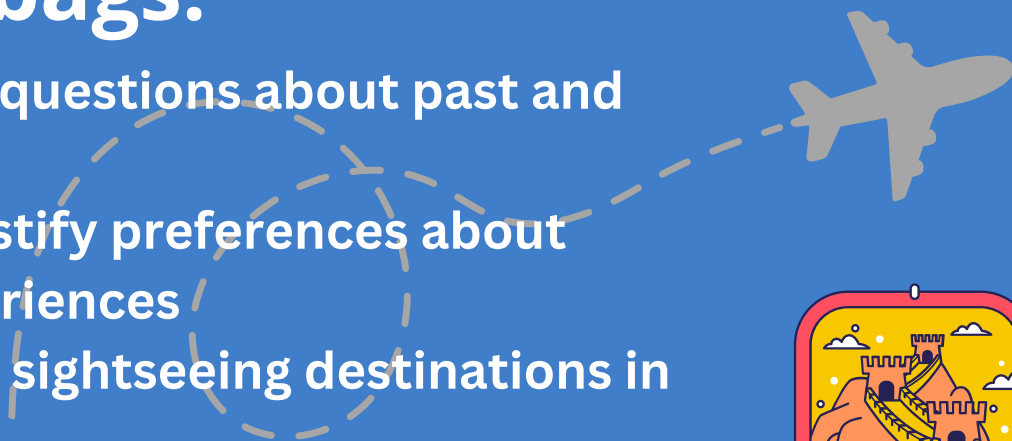 bags.
questions about past and
stify preferences about
riences
sightseeing destinations in